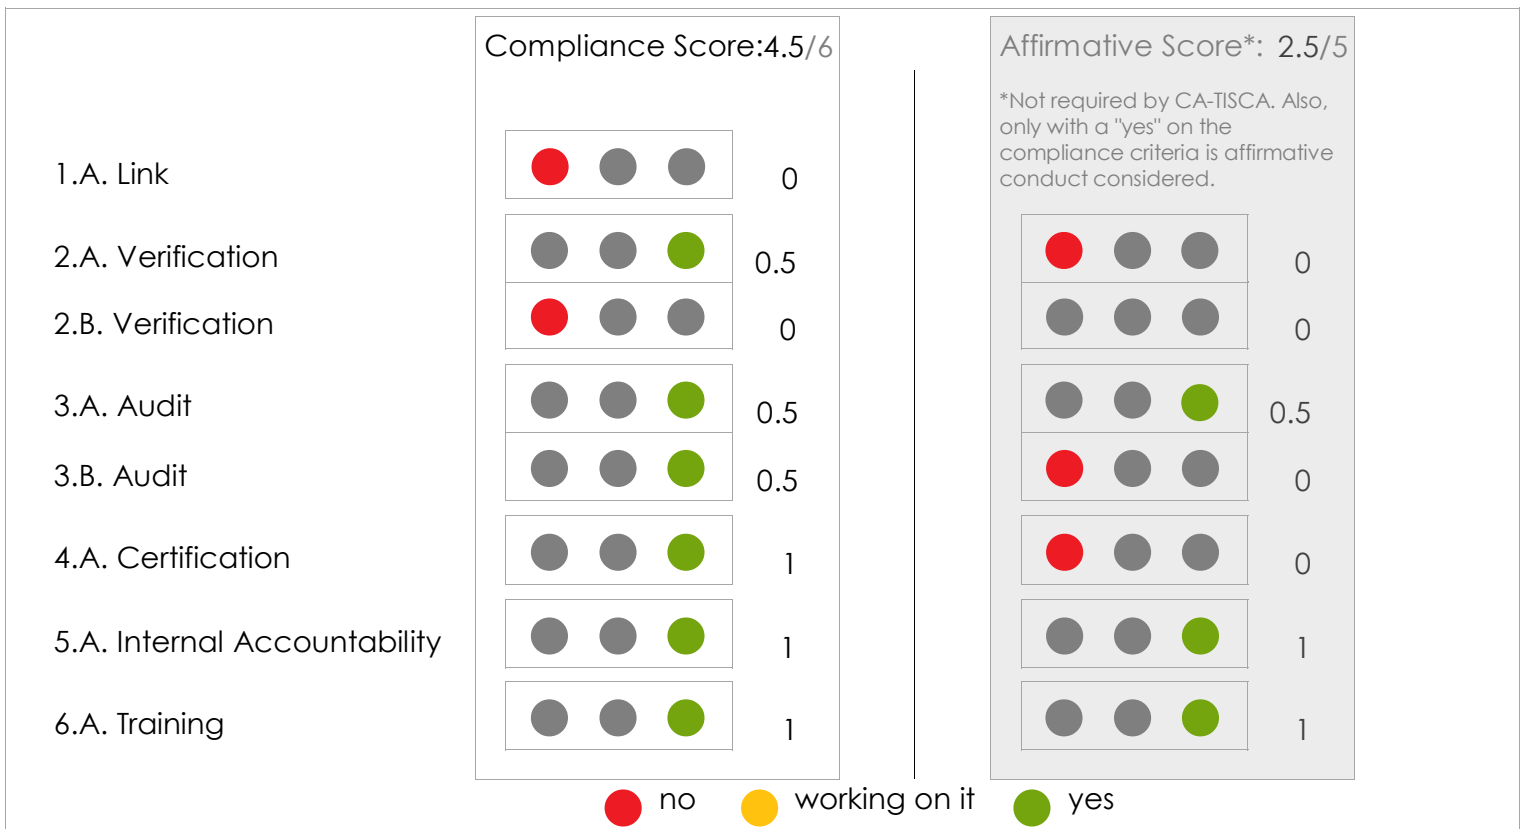 Compliance Score:4.5/6
Affirmative Score*: 2.5/5
*Not required by CA-TISCA. Also,
only with a "yes" on the
compliance criteria is affirmative
conduct considered.
1.A. Link 0
2.A. Verification 0.5 0
2.B. Verification 0 0
3.A. Audit 0.5 0.5
3.B. Audit 0.5 0
4.A. Certification 1 0
5.A. Internal Accountability 1 1
6.A. Training 1 1
no working on it yes